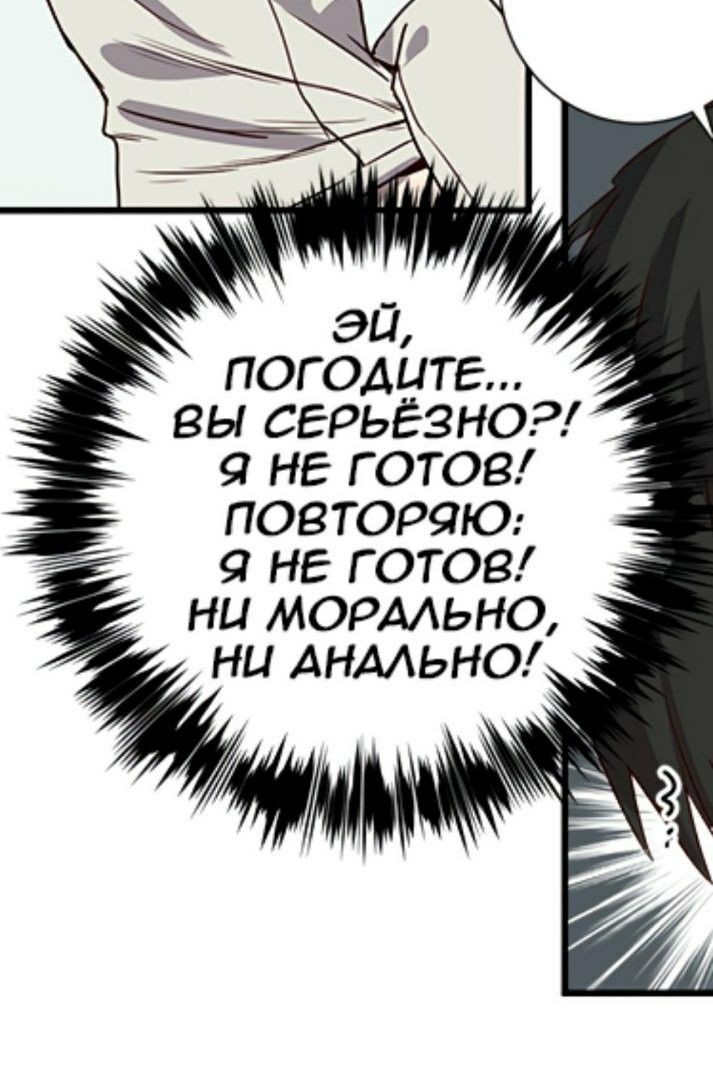 ЭЙ,
ПОГОДИТЕ...
ВЫ СЕРЬЁЗНО?!
Я НЕ ГОТОВ!
ПОВТОРЯЮ:
Я НЕ ГОТОВ!
НИ МОРАЛЬНО,
НИ АНАЛЬНО!